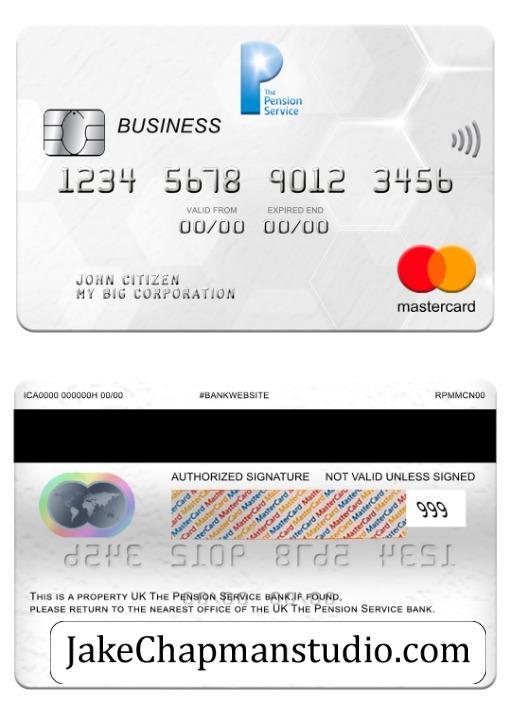 The
Pension
Service
BUSINESS
1234 5678 9012 3456
VALID FROM EXPIRED END
00/00 00/00
JOHN CITIZEN
MY BIG CORPORATION
mastercard
ICA0000 000000H 00/00 #BANKWEBSITE RPMMCN00
AUTHORIZED SIGNATURE NOT VALID UNLESS SIGNED
999
THIS IS A PROPERTY UK THE PENSION SERVICE BANK.IF FOUND,
PLEASE RETURN TO THE NEAREST OFFICE OF THE UK THE PENSION SERVICE BANK.
JakeChapmanstudio.com